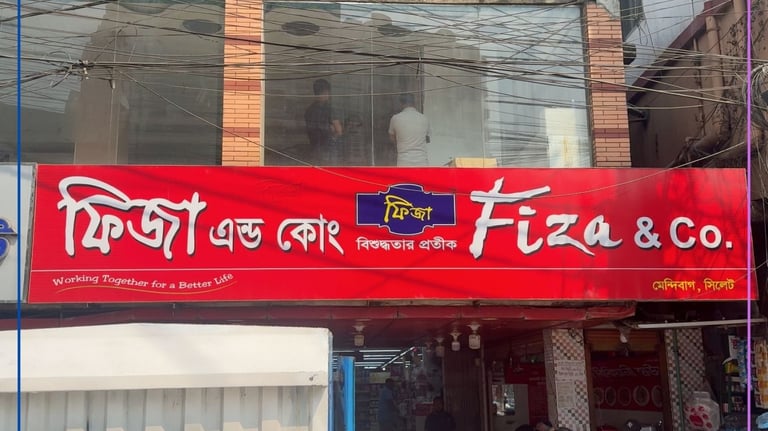 ফিজা এন্ড কোং
ফিজা
বিশুদ্ধতার প্রতীক
Fiza & Co.
Working Together for a Better Life
মেন্দিবাগ, সিলেট